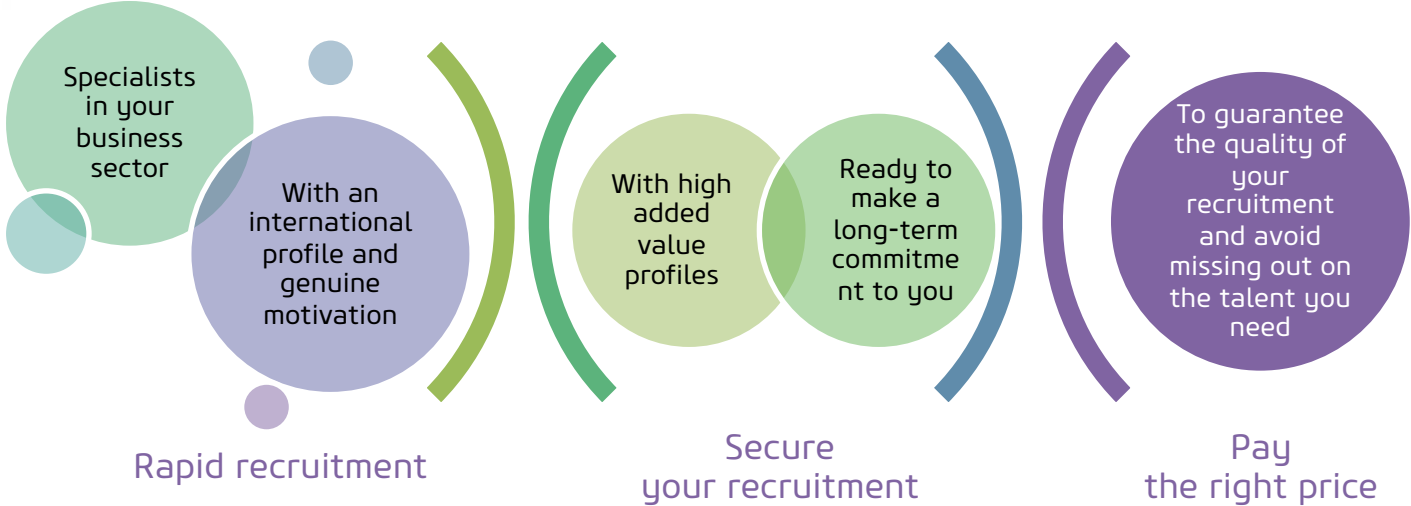 Specialists
in your
business
sector
With an
international
profile and
genuine
motivation
Rapid recruitment
With high
added
value
profiles
Ready to
make a
long-term
commitme
nt to you
Secure
your recruitment
To guarantee
the quality of
your
recruitment
and avoid
missing out on
the talent you
need
Pay
the right price